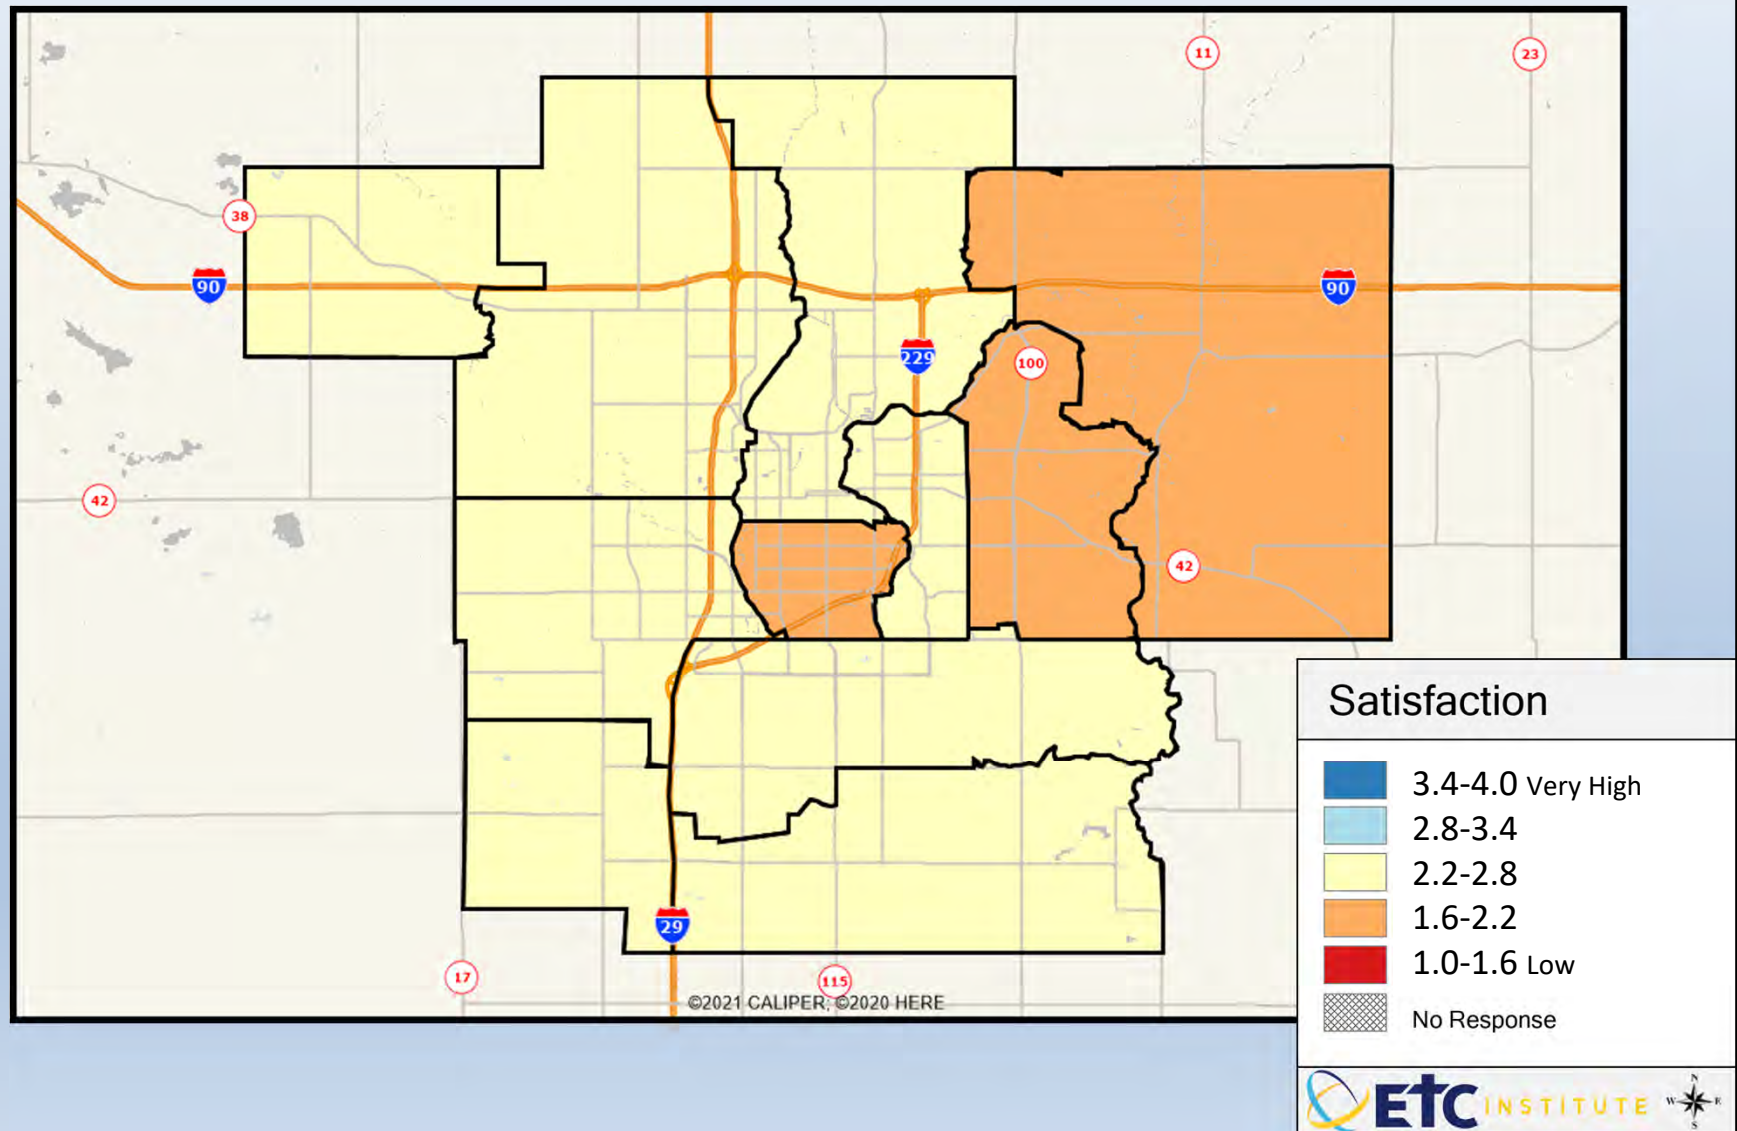 11
23
38
90
90
229
100
42
42
29
17
115
©2021 CALIPER; ©2020 HERE
Satisfaction
3.4-4.0 Very High
2.8-3.4
2.2-2.8
1.6-2.2
1.0-1.6 Low
No Response
N
ETC INSTITUTE W E
S